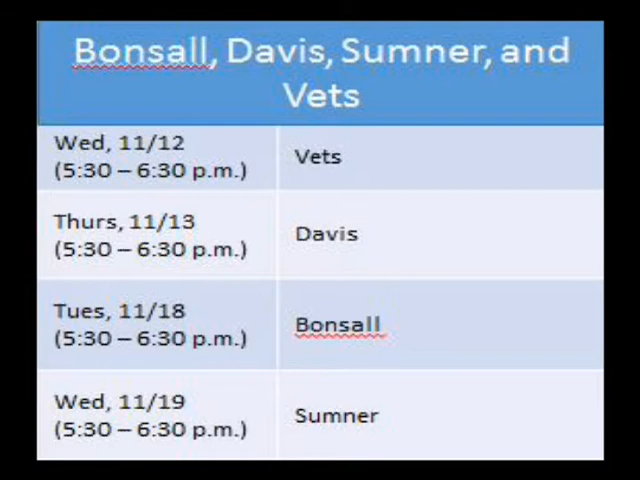 Bonsall, Davis, Sumner, and
Vets
Wed, 11/12
(5:30 – 6:30 p.m.)
Vets
Thurs, 11/13
(5:30 – 6:30 p.m.)
Davis
Tues, 11/18
(5:30 – 6:30 p.m.)
Bonsall
Wed, 11/19
(5:30 – 6:30 p.m.)
Sumner